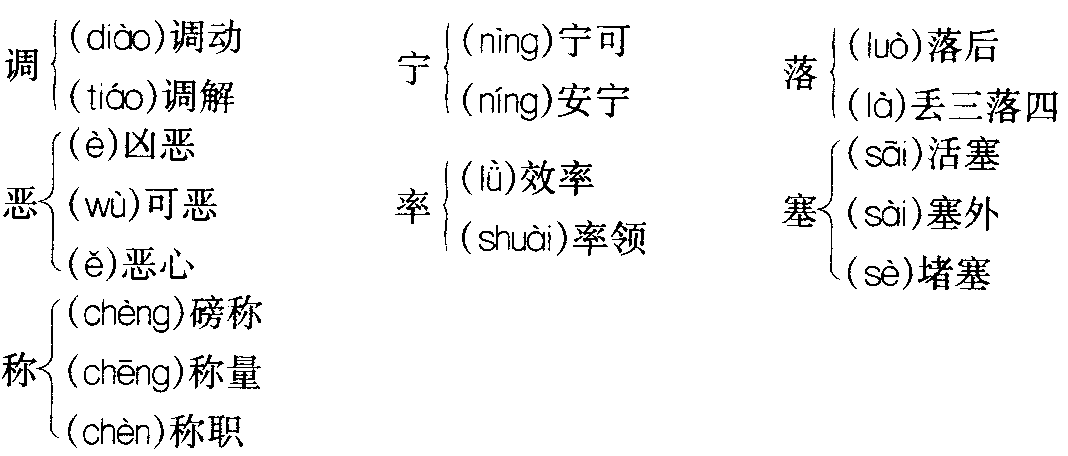 调
(diào)调动
(tiáo)调解
宁
(nìng)宁可
(níng)安宁
落
(luò)落后
(là)丢三落四
恶
(è)凶恶
(wù)可恶
(ě)恶心
率
(lǜ)效率
(shuài)率领
塞
(sāi)活塞
(sài)塞外
(sè)堵塞
称
(chèng)磅称
(chēng)称量
(chèn)称职